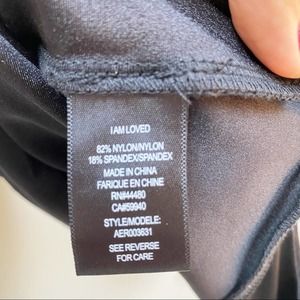 I AM LOVED
82% NYLON/NYLON
18% SPANDEX/SPANDEX
MADE IN CHINA
FARIQUE EN CHINE
RN#44480
CA#59940
STYLE/MODELE:
AER003631
SEE REVERSE
FOR CARE